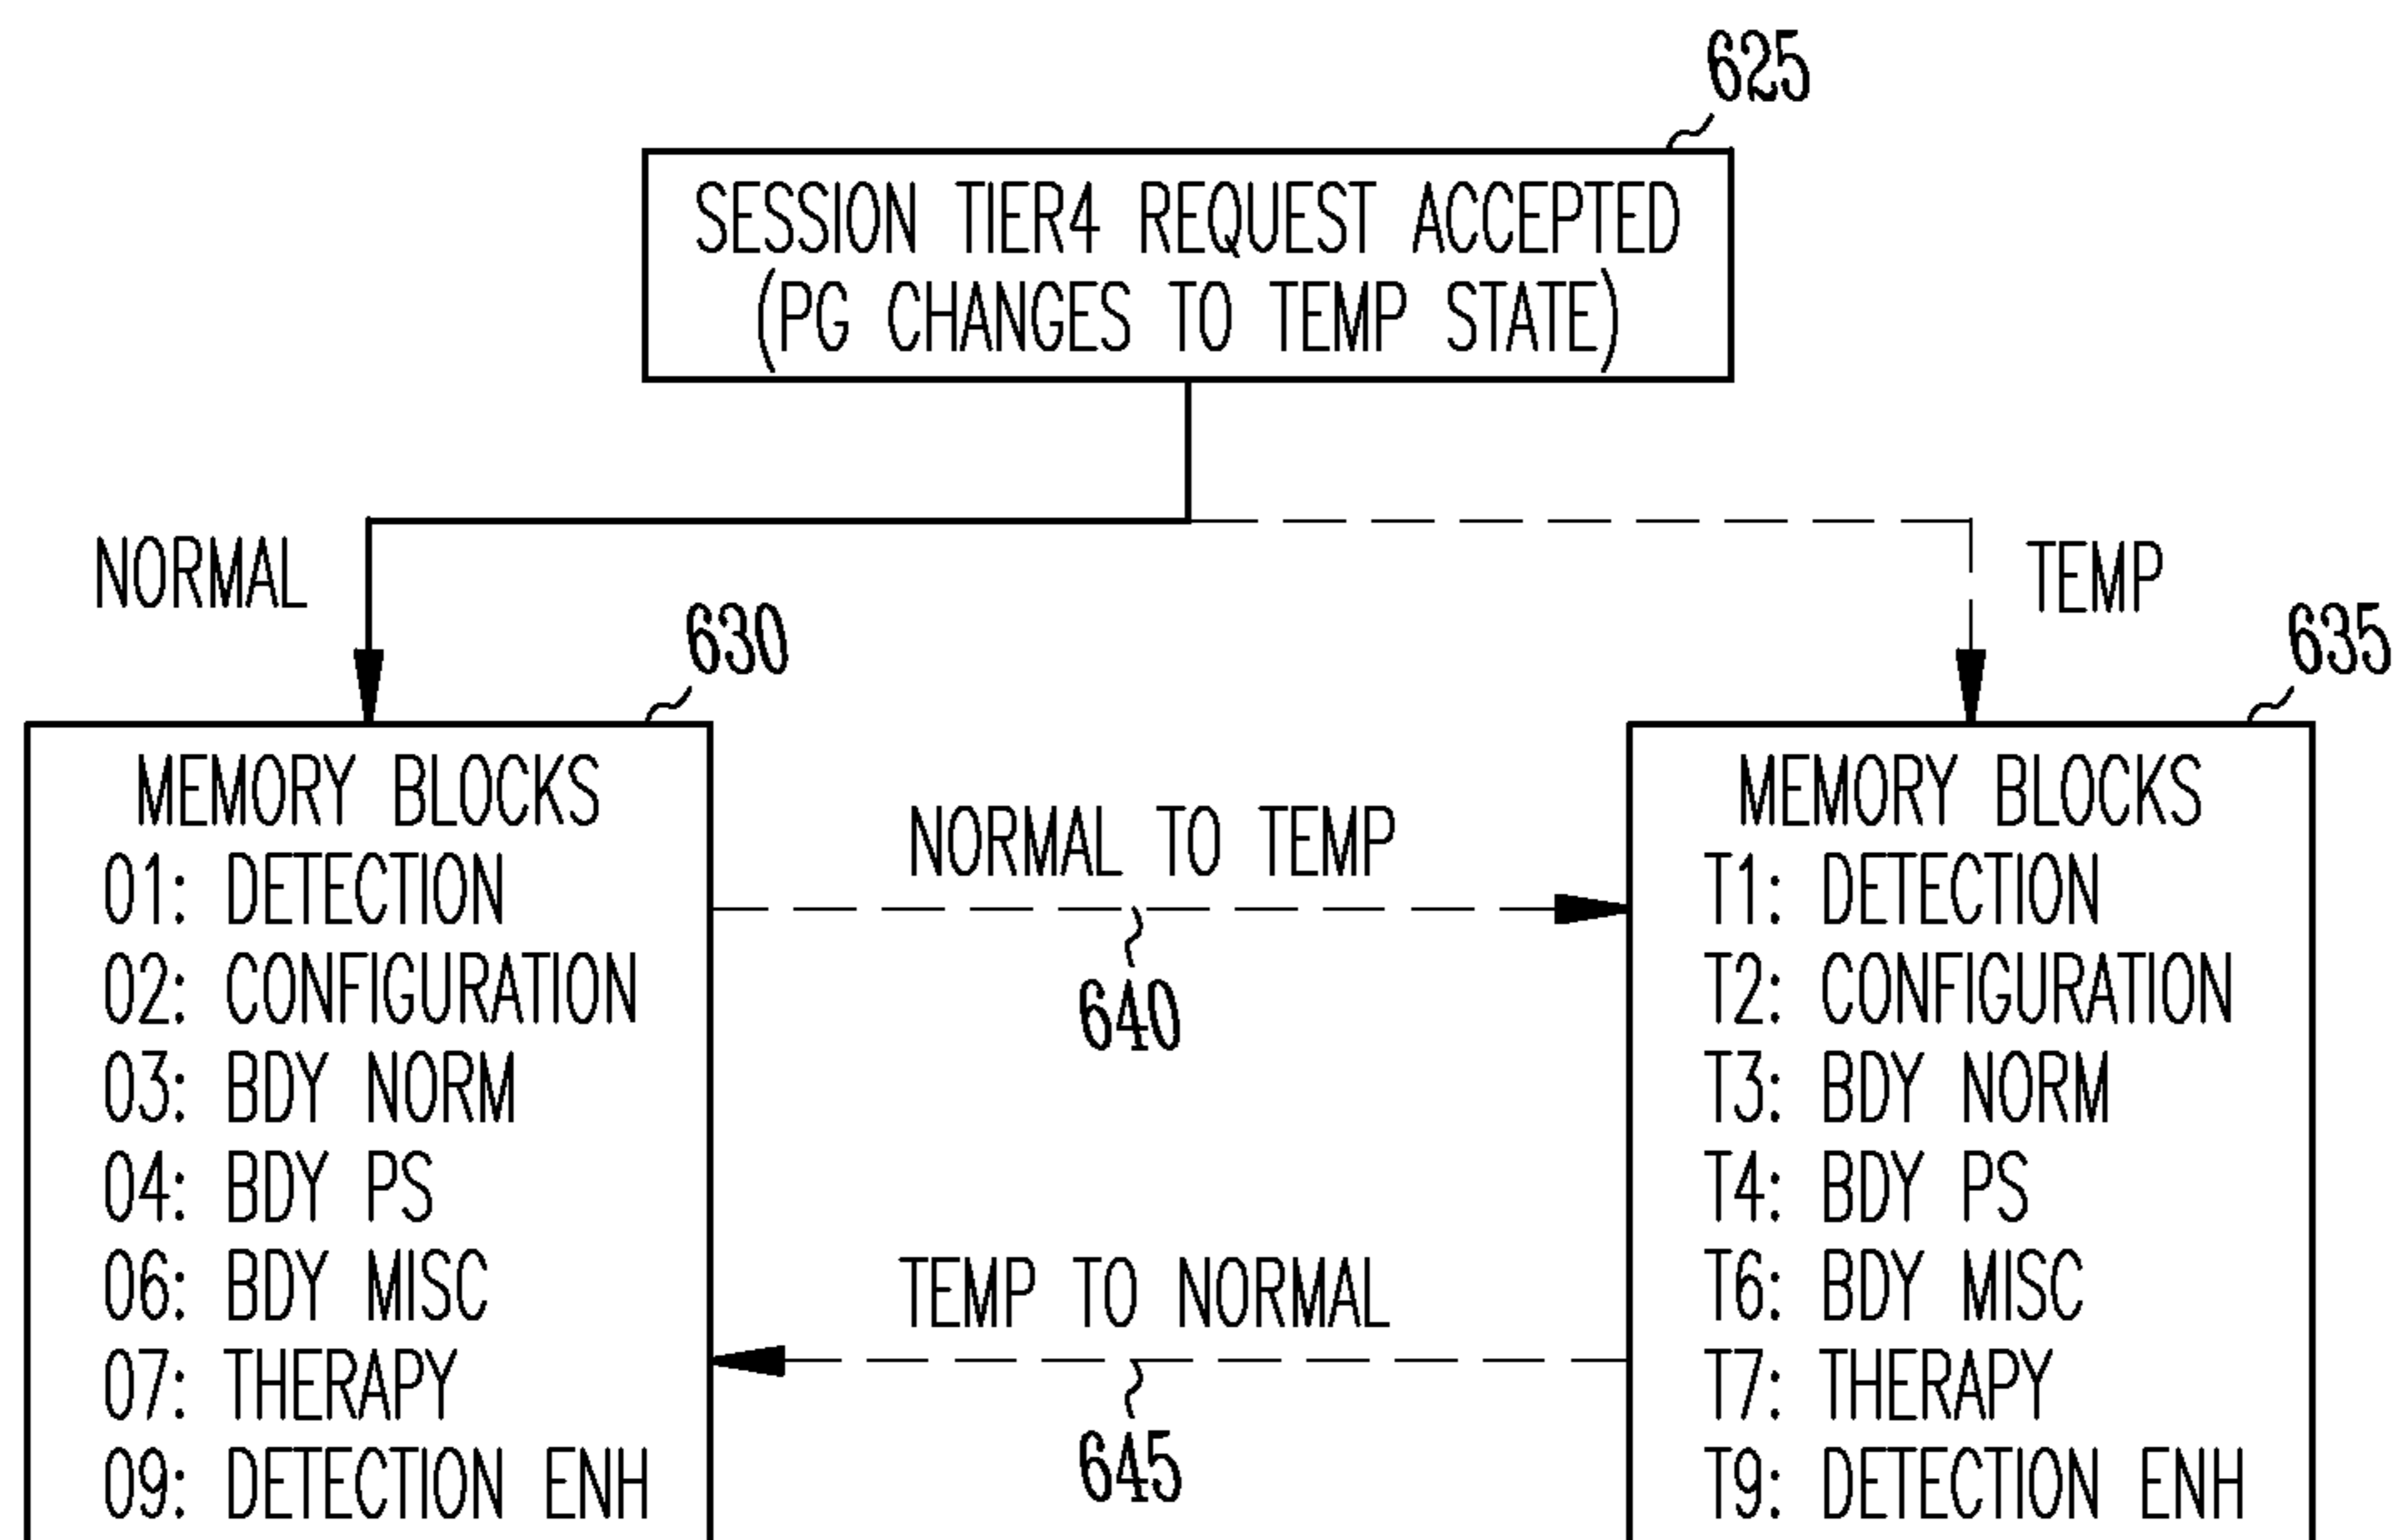 625
SESSION TIER4 REQUEST ACCEPTED
(PG CHANGES TO TEMP STATE)
NORMAL
TEMP
630
635
MEMORY BLOCKS
01: DETECTION
02: CONFIGURATION
03: BDY NORM
04: BDY PS
06: BDY MISC
07: THERAPY
09: DETECTION ENH
NORMAL TO TEMP
640
TEMP TO NORMAL
645
MEMORY BLOCKS
T1: DETECTION
T2: CONFIGURATION
T3: BDY NORM
T4: BDY PS
T6: BDY MISC
T7: THERAPY
T9: DETECTION ENH